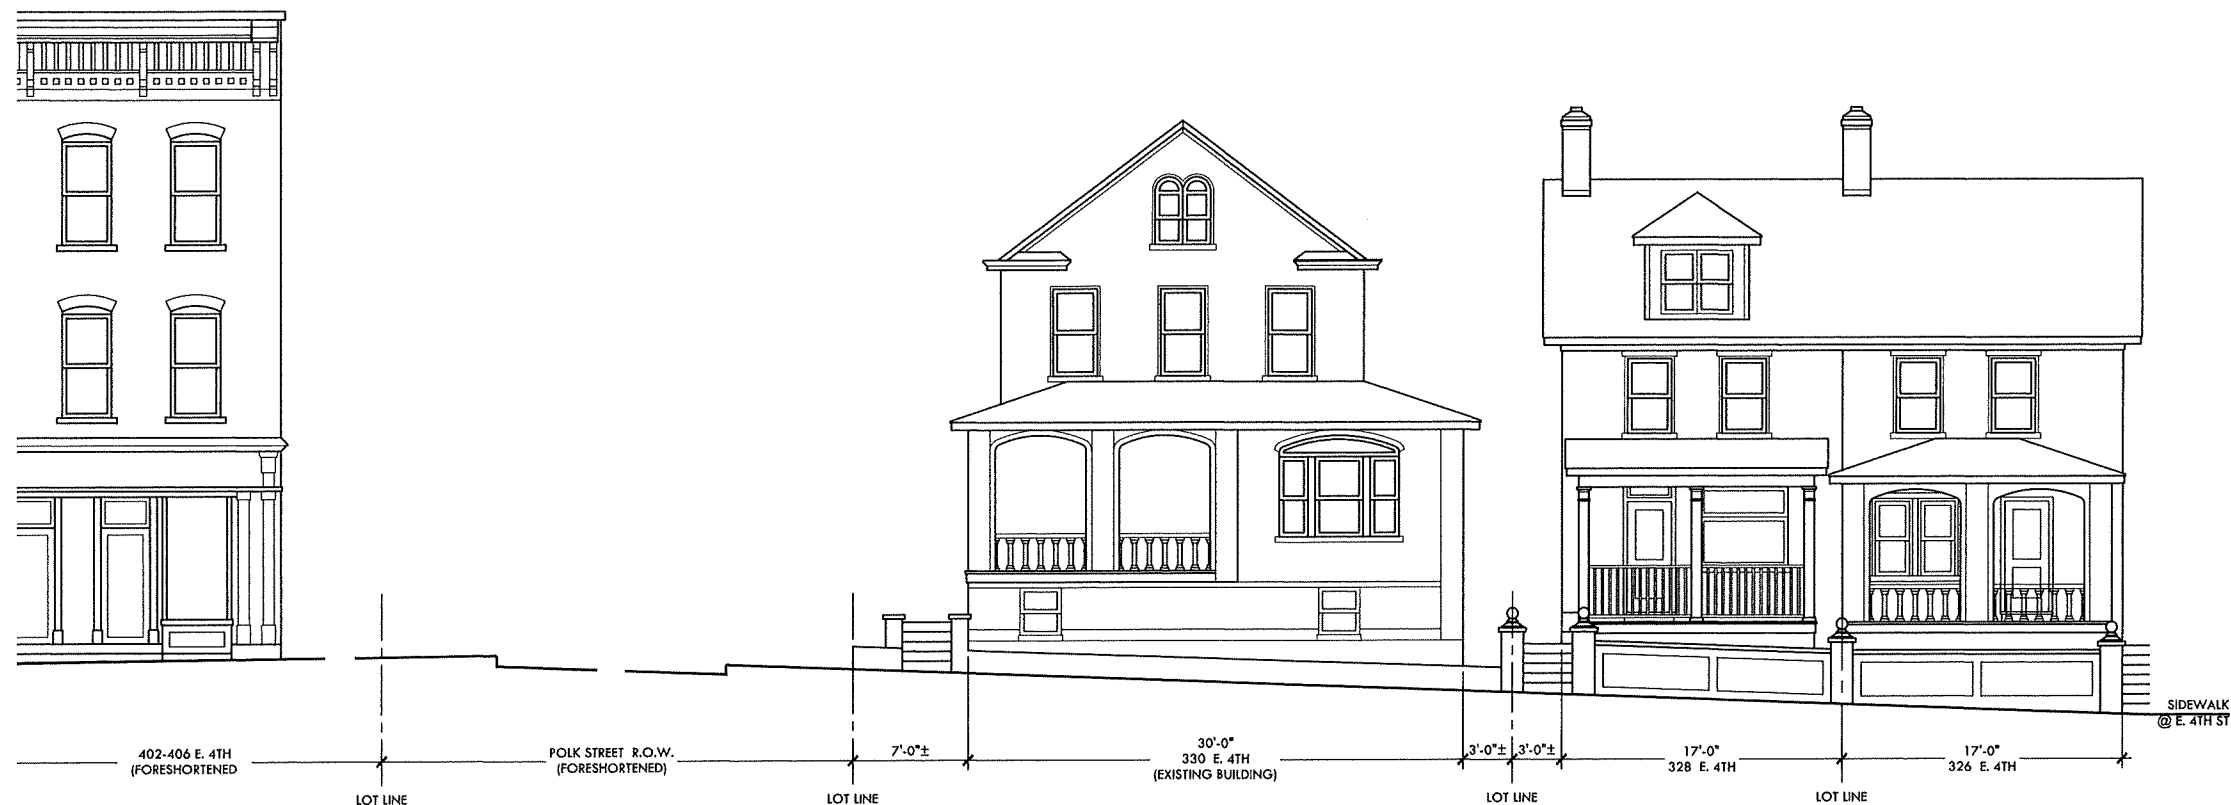 SIDEWALK
@ E. 4TH ST
402-406 E. 4TH
(FORESHORTENED
POLK STREET R.O.W.
(FORESHORTENED)
7'-0"±
30'-0"
330 E. 4TH
(EXISTING BUILDING)
3'-0"±
3'-0"±
17'-0"
328 E. 4TH
17'-0"
326 E. 4TH
LOT LINE
LOT LINE
LOT LINE
LOT LINE